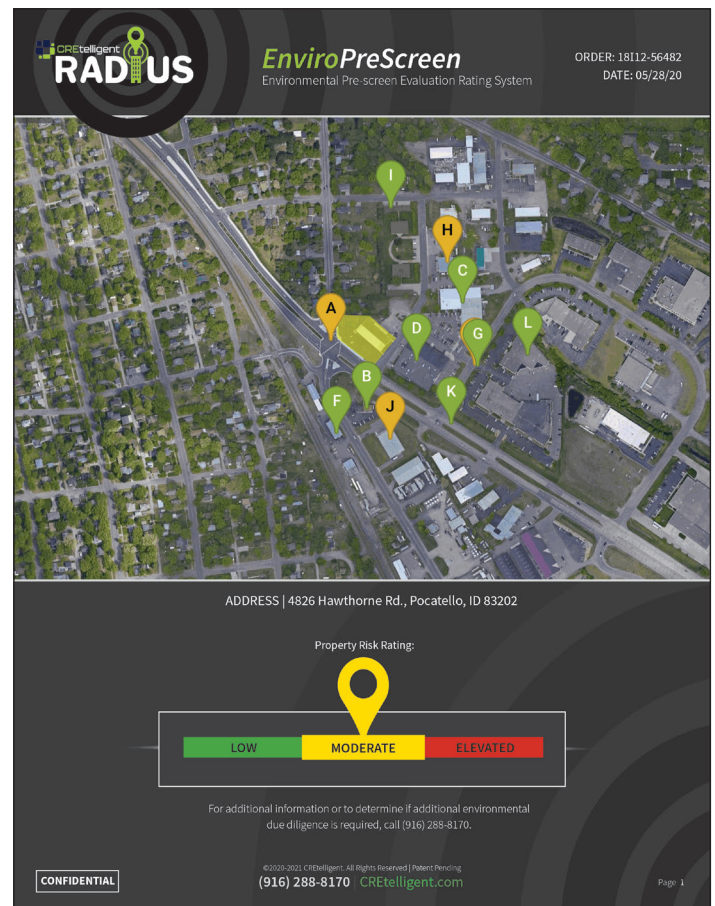 CREtelligent
RADIUS
EnviroPreScreen
Environmental Pre-screen Evaluation Rating System
ORDER: 18I12-56482
DATE: 05/28/20
I
H
C
A
D
G
L
B
K
F
J
ADDRESS | 4826 Hawthorne Rd., Pocatello, ID 83202
Property Risk Rating:
LOW MODERATE ELEVATED
For additional information or to determine if additional environmental
due diligence is required, call (916) 288-8170.
©2020-2021 CREtelligent. All Rights Reserved | Patent Pending
(916) 288-8170 | CREtelligent.com
CONFIDENTIAL
Page 1